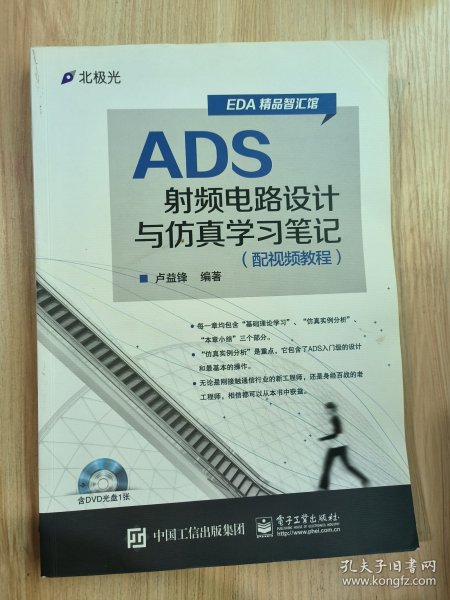 北极光
EDA 精品智汇馆
ADS
射频电路设计
与仿真学习笔记
（配视频教程）
■ 卢益锋 编著
● 每一章均包含“基础理论学习”、“仿真实例分析”、
“本章小结”三个部分。
● “仿真实例分析”是重点，它包含了ADS入门级的设计
和最基本的操作。
● 无论是刚接触通信行业的新工程师，还是身经百战的老
工程师，相信都可以从本书中获益。
含DVD光盘1张
中国工信出版集团
电子工业出版社
http://www.phei.com.cn
孔夫子旧书网
www.kongfz.com